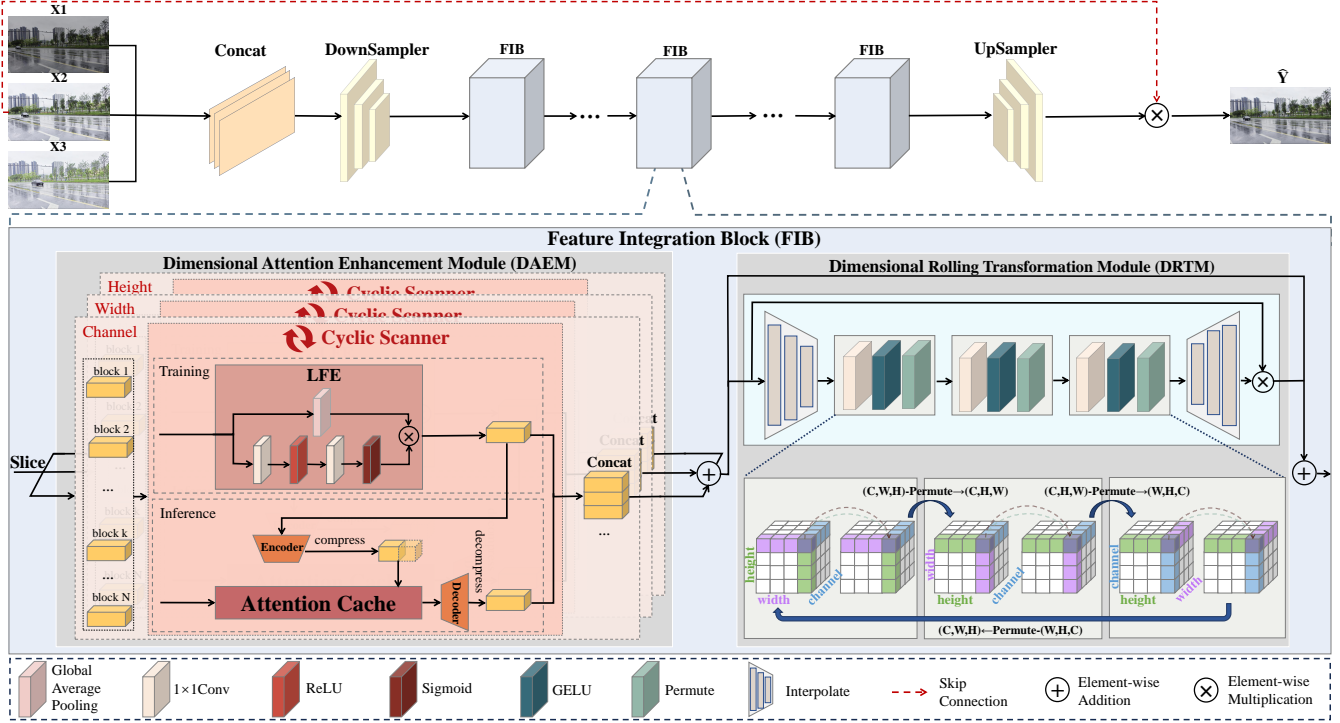 X1
X2
X3
Concat
DownSampler
FIB
...
FIB
...
FIB
UpSampler
Ŷ
Feature Integration Block (FIB)
Dimensional Attention Enhancement Module (DAEM)
Height
Cyclic Scanner
Width
Cyclic Scanner
Channel
Cyclic Scanner
Slice
block 1
block 2
...
block k
...
block N
Training
LFE
Inference
Encoder
compress
Attention Cache
Decoder
decompress
Concat
Concat
...
Dimensional Rolling Transformation Module (DRTM)
(C,W,H)-Permute→(C,H,W)
(C,H,W)-Permute→(W,H,C)
height
width
channel
width
height
channel
channel
height
width
(C,W,H)←Permute-(W,H,C)
Global
Average
Pooling
1×1Conv
ReLU
Sigmoid
GELU
Permute
Interpolate
Skip
Connection
Element-wise
Addition
Element-wise
Multiplication